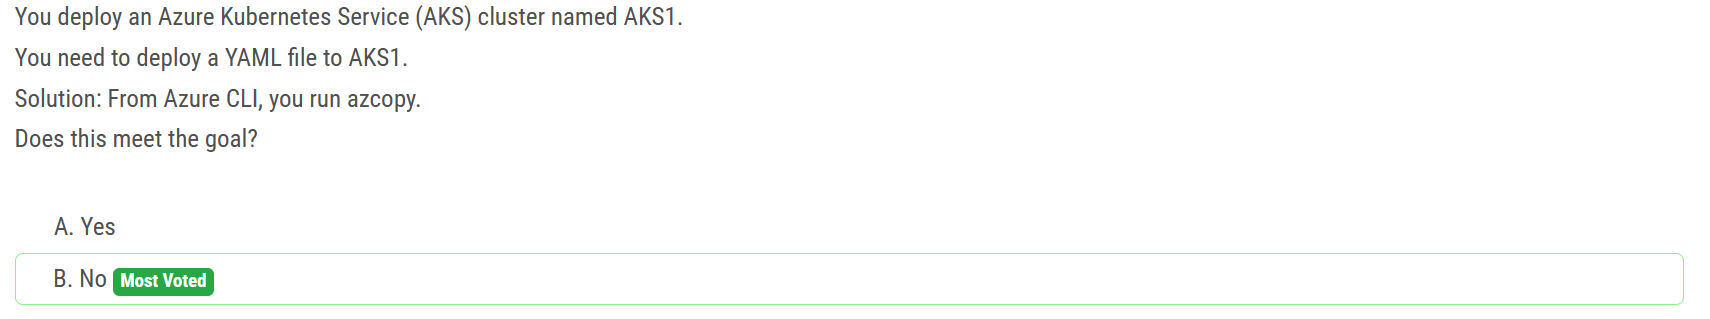 You deploy an Azure Kubernetes Service (AKS) cluster named AKS1.
You need to deploy a YAML file to AKS1.
Solution: From Azure CLI, you run azcopy.
Does this meet the goal?
A. Yes
B. No Most Voted